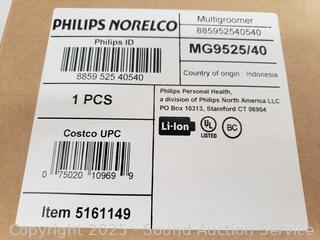 PHILIPS NORELCO
Philips ID
8859 525 40540
1 PCS
Costco UPC
0 75020 10969 9
Item 5161149
Multigroomer
885952540540
MG9525/40
Country of origin : Indonesia
Philips Personal Health,
a division of Philips North America LLC
PO Box 10313, Stamford CT 06904
Li-Ion
UL
LISTED
BC
Copyright 2025 - Sound Auction Service